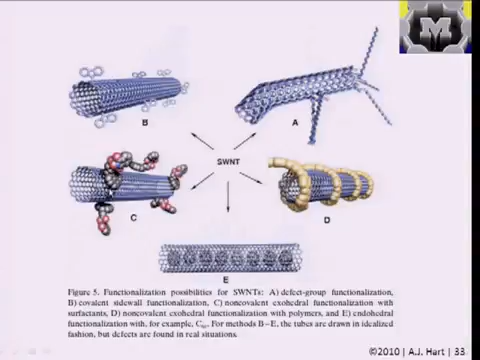 M
A
B
SWNT
C
D
E
Figure 5. Functionalization possibilities for SWNTs: A) defect-group functionalization,
B) covalent sidewall functionalization, C) noncovalent exohedral functionalization with
surfactants, D) noncovalent exohedral functionalization with polymers, and E) endohedral
functionalization with, for example, C60. For methods B–E, the tubes are drawn in idealized
fashion, but defects are found in real situations.
©2010 | A.J. Hart | 33